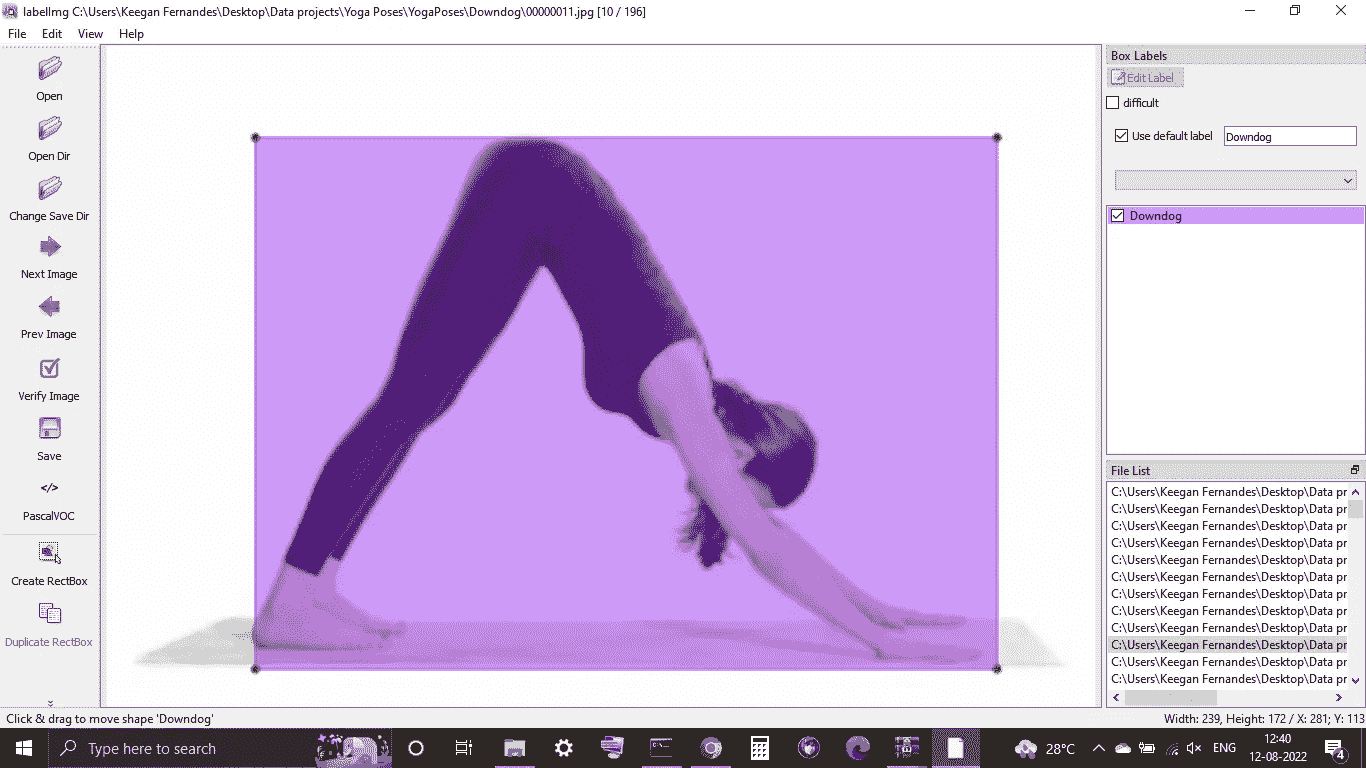 labelImg C:\Users\Keegan Fernandes\Desktop\Data projects\Yoga Poses\YogaPoses\Downdog\00000011.jpg [10 / 196]
File Edit View Help
Open
Open Dir
Change Save Dir
Next Image
Prev Image
Verify Image
Save
</>
PascalVOC
Create RectBox
Duplicate RectBox
Box Labels
Edit Label
difficult
Use default label Downdog
Downdog
File List
C:\Users\Keegan Fernandes\Desktop\Data pr
C:\Users\Keegan Fernandes\Desktop\Data pr
C:\Users\Keegan Fernandes\Desktop\Data pr
C:\Users\Keegan Fernandes\Desktop\Data pr
C:\Users\Keegan Fernandes\Desktop\Data pr
C:\Users\Keegan Fernandes\Desktop\Data pr
C:\Users\Keegan Fernandes\Desktop\Data pr
C:\Users\Keegan Fernandes\Desktop\Data pr
C:\Users\Keegan Fernandes\Desktop\Data pr
C:\Users\Keegan Fernandes\Desktop\Data pr
C:\Users\Keegan Fernandes\Desktop\Data pr
C:\Users\Keegan Fernandes\Desktop\Data pr
Click & drag to move shape 'Downdog'
Width: 239, Height: 172 / X: 281; Y: 113
Type here to search
28°C
ENG
12:40
12-08-2022
4